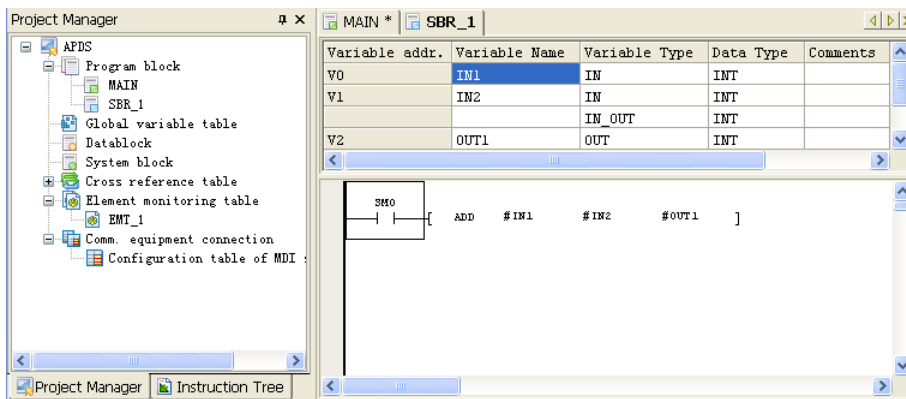 Project Manager
APDS
Program block
MAIN
SBR_1
Global variable table
Datablock
System block
Cross reference table
Element monitoring table
EMT_1
Comm. equipment connection
Configuration table of MDI
Project Manager Instruction Tree
MAIN * SBR_1
Variable addr. Variable Name Variable Type Data Type Comments
V0 IN1 IN INT
V1 IN2 IN INT
IN_OUT INT
V2 OUT1 OUT INT
SM0
[ ADD #IN1 #IN2 #OUT1 ]